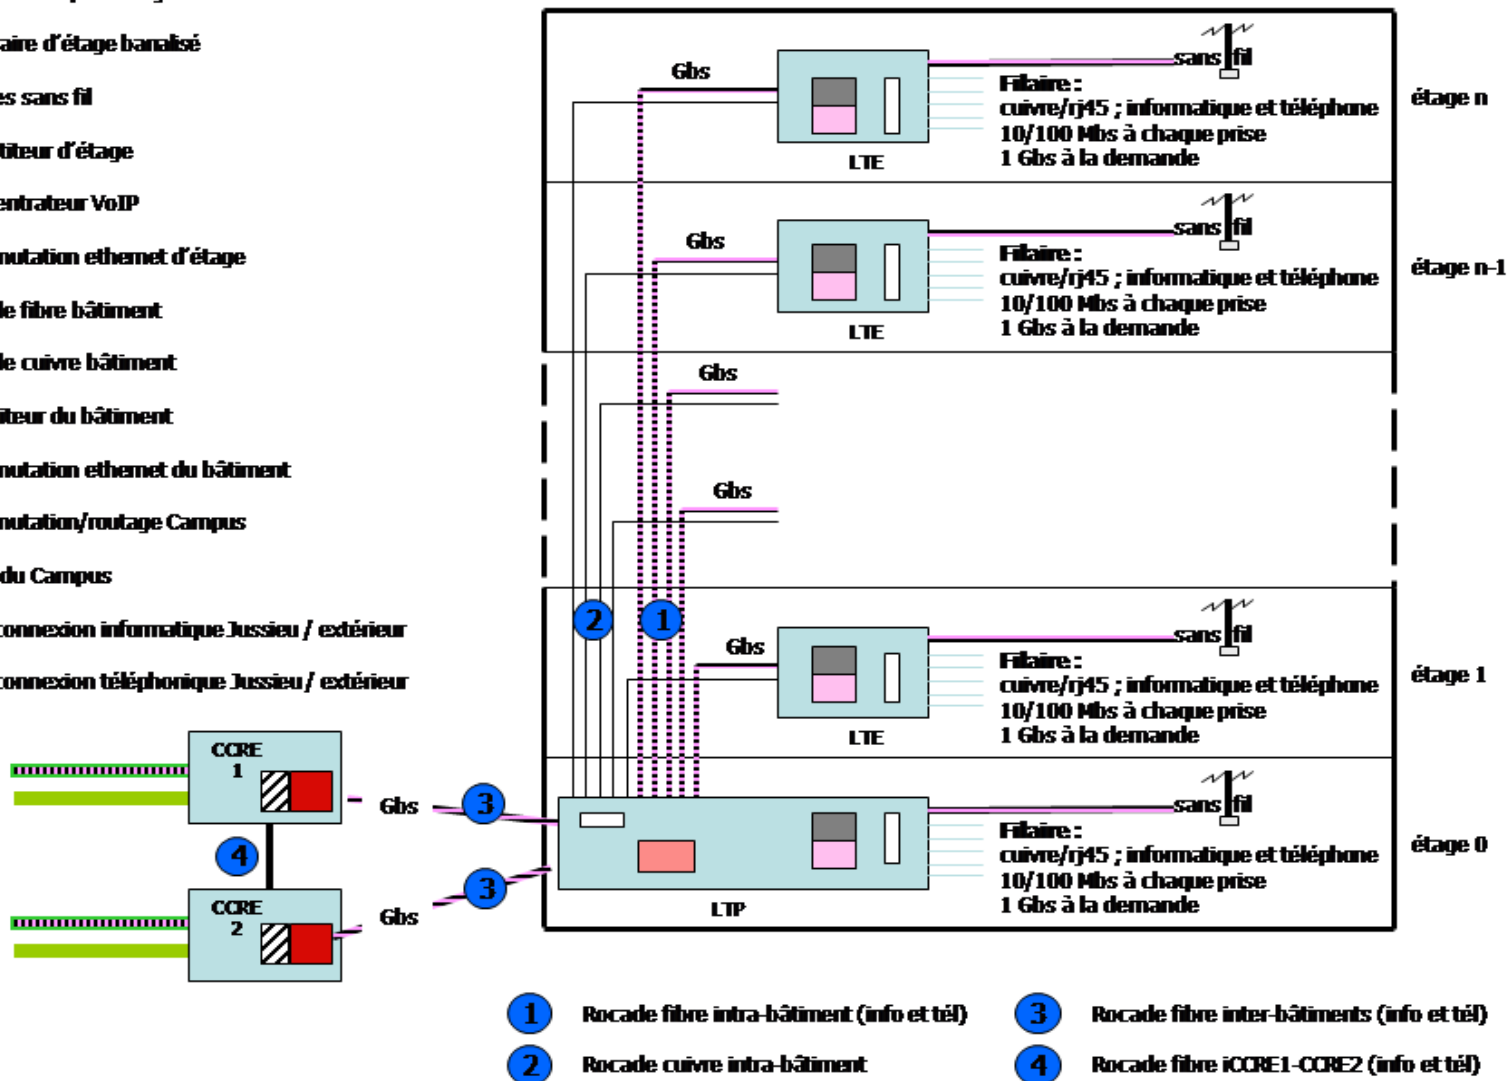 aire d'étage banalisé
es sans fil
titeur d'étage
entrateur VoIP
mutation ethernet d'étage
le fibre bâtiment
le cuivre bâtiment
iteur du bâtiment
mutation ethernet du bâtiment
mutation/routage Campus
du Campus
connexion informatique Jussieu / extérieur
connexion téléphonique Jussieu / extérieur
Gbs
LTE
sans fil
Filaire :
cuivre/rj45 ; informatique et téléphone
10/100 Mbs à chaque prise
1 Gbs à la demande
étage n
Gbs
LTE
sans fil
Filaire :
cuivre/rj45 ; informatique et téléphone
10/100 Mbs à chaque prise
1 Gbs à la demande
étage n-1
Gbs
Gbs
2
1
Gbs
LTE
sans fil
Filaire :
cuivre/rj45 ; informatique et téléphone
10/100 Mbs à chaque prise
1 Gbs à la demande
étage 1
CCRE
1
Gbs
3
4
CCRE
2
Gbs
3
LTP
sans fil
Filaire :
cuivre/rj45 ; informatique et téléphone
10/100 Mbs à chaque prise
1 Gbs à la demande
étage 0
1 Rocade fibre intra-bâtiment (info et tél)
2 Rocade cuivre intra-bâtiment
3 Rocade fibre inter-bâtiments (info et tél)
4 Rocade fibre iCCRE1-CCRE2 (info et tél)